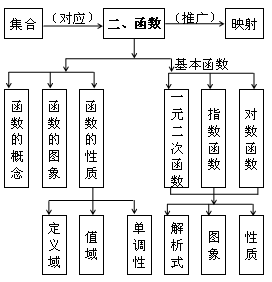 集合
（对应）
二、函数
（推广）
映射
基本函数
函数的概念
函数的图象
函数的性质
一元二次函数
指数函数
对数函数
定义域
值域
单调性
解析式
图象
性质